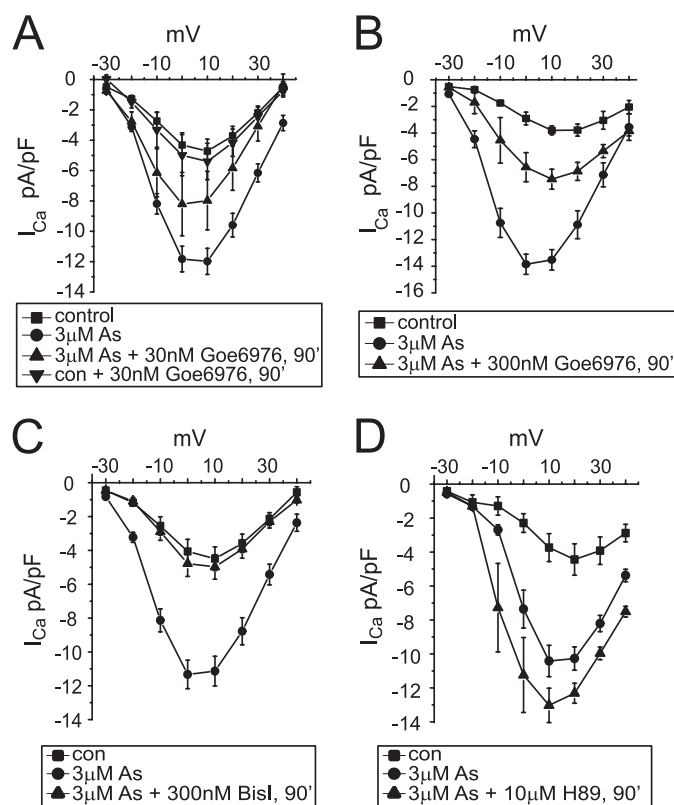 A
mV
-30 -10 10 30
0
-2
-4
-6
-8
-10
-12
-14
I_Ca pA/pF
control
3μM As
3μM As + 30nM Goe6976, 90'
con + 30nM Goe6976, 90'
B
mV
-30 -10 10 30
0
-2
-4
-6
-8
-10
-12
-14
-16
I_Ca pA/pF
control
3μM As
3μM As + 300nM Goe6976, 90'
C
mV
-30 -10 10 30
0
-2
-4
-6
-8
-10
-12
-14
I_Ca pA/pF
con
3μM As
3μM As + 300nM BisI, 90'
D
mV
-30 -10 10 30
0
-2
-4
-6
-8
-10
-12
-14
I_Ca pA/pF
con
3μM As
3μM As + 10μM H89, 90'